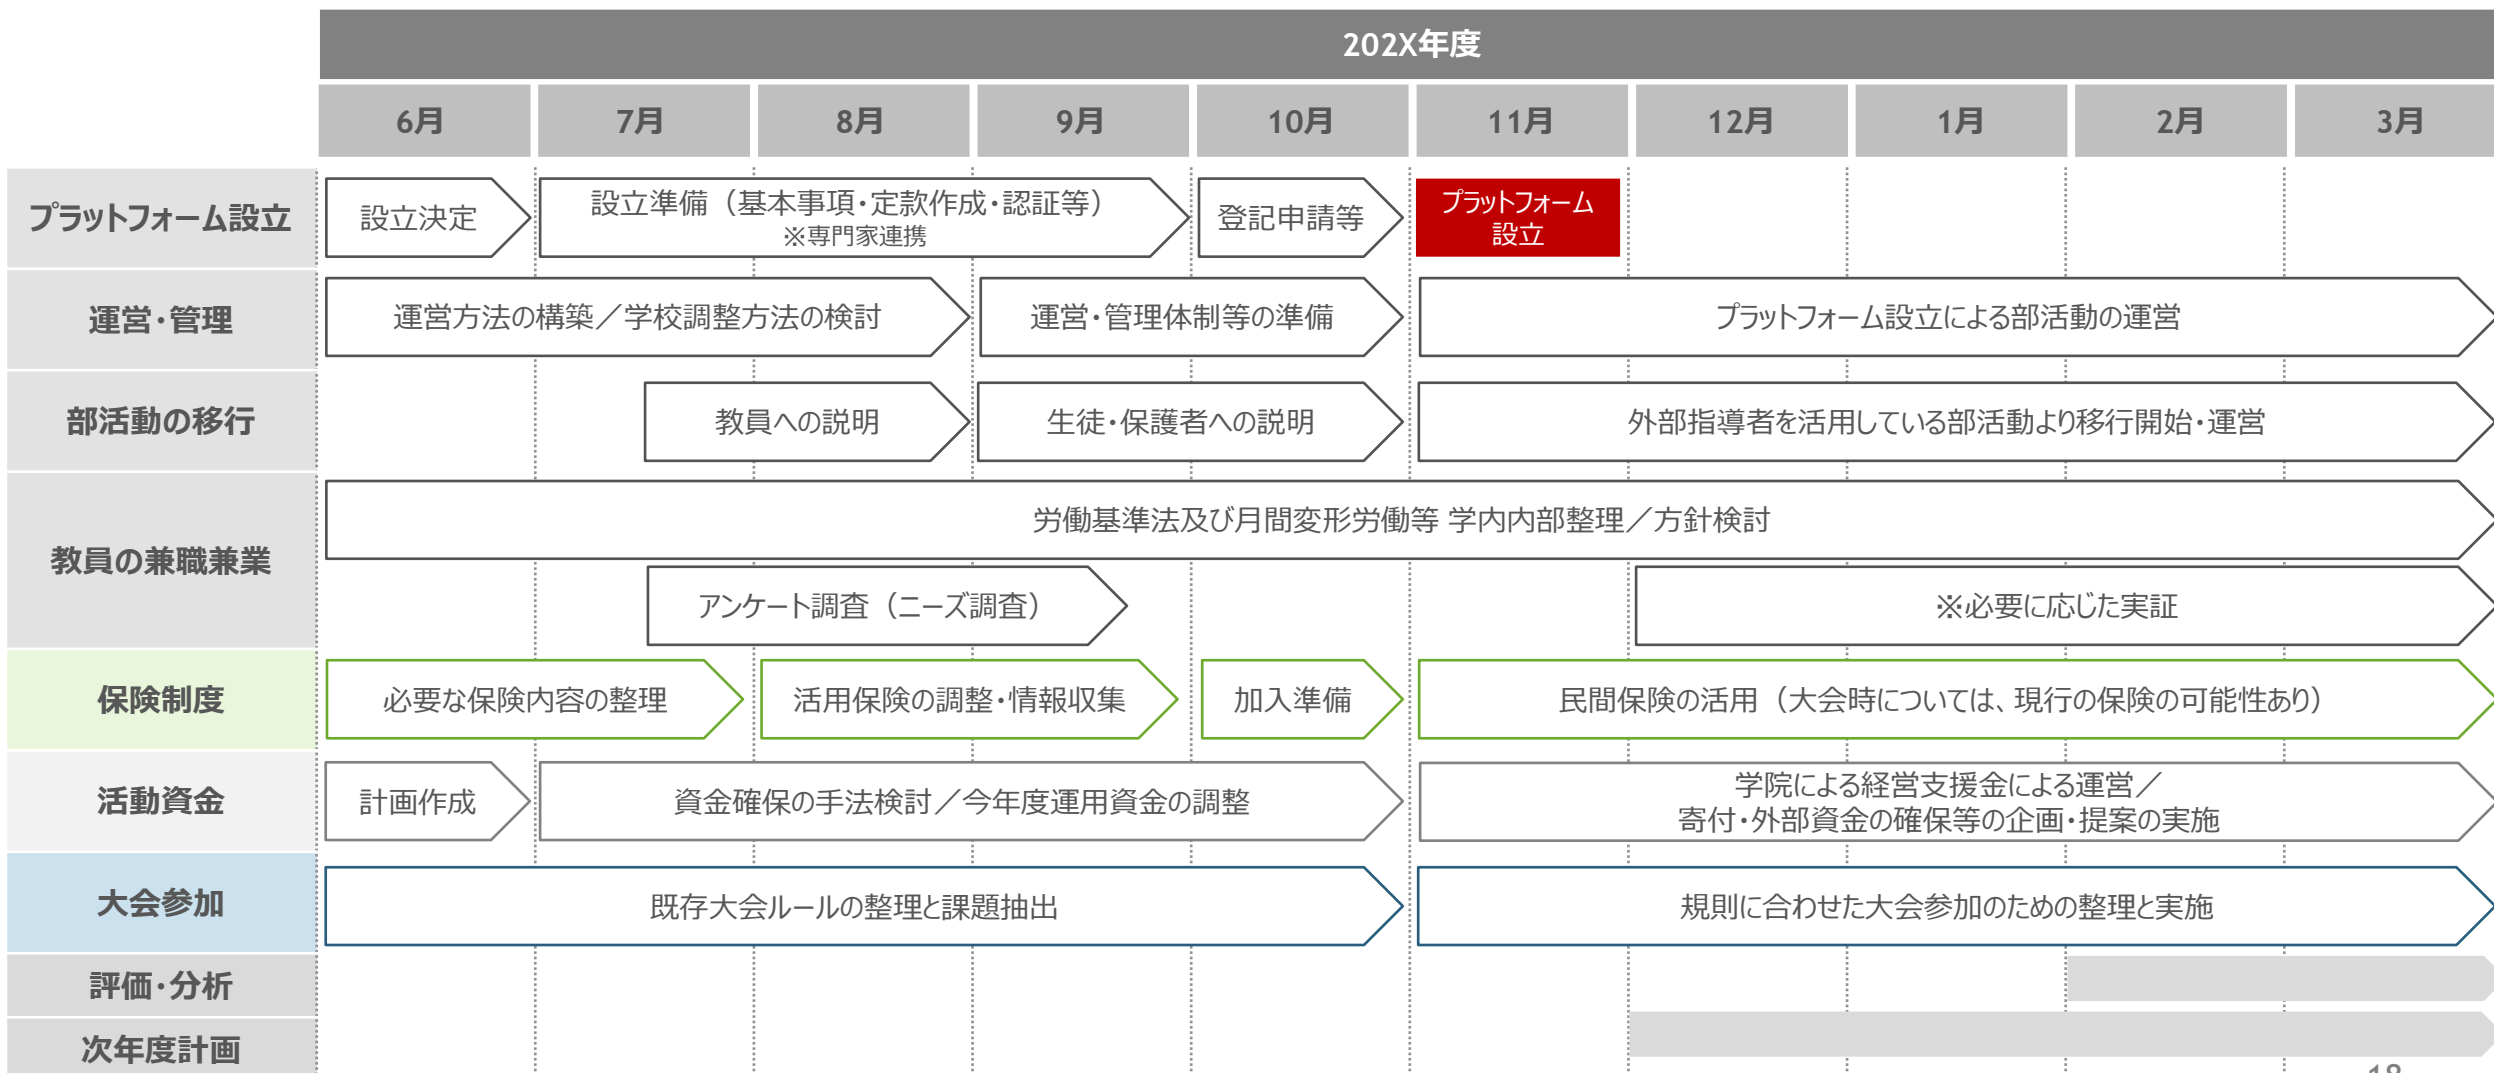 202X年度
6月
7月
8月
9月
10月
11月
12月
1月
2月
3月
プラットフォーム設立
設立決定
設立準備（基本事項・定款作成・認証等）
※専門家連携
登記申請等
プラットフォーム
設立
運営・管理
運営方法の構築／学校調整方法の検討
運営・管理体制等の準備
プラットフォーム設立による部活動の運営
部活動の移行
教員への説明
生徒・保護者への説明
外部指導者を活用している部活動より移行開始・運営
教員の兼職兼業
労働基準法及び月間変形労働等 学内内部整理／方針検討
アンケート調査（ニーズ調査）
※必要に応じた実証
保険制度
必要な保険内容の整理
活用保険の調整・情報収集
加入準備
民間保険の活用（大会時については、現行の保険の可能性あり）
活動資金
計画作成
資金確保の手法検討／今年度運用資金の調整
学院による経営支援金による運営／
寄付・外部資金の確保等の企画・提案の実施
大会参加
既存大会ルールの整理と課題抽出
規則に合わせた大会参加のための整理と実施
評価・分析
次年度計画